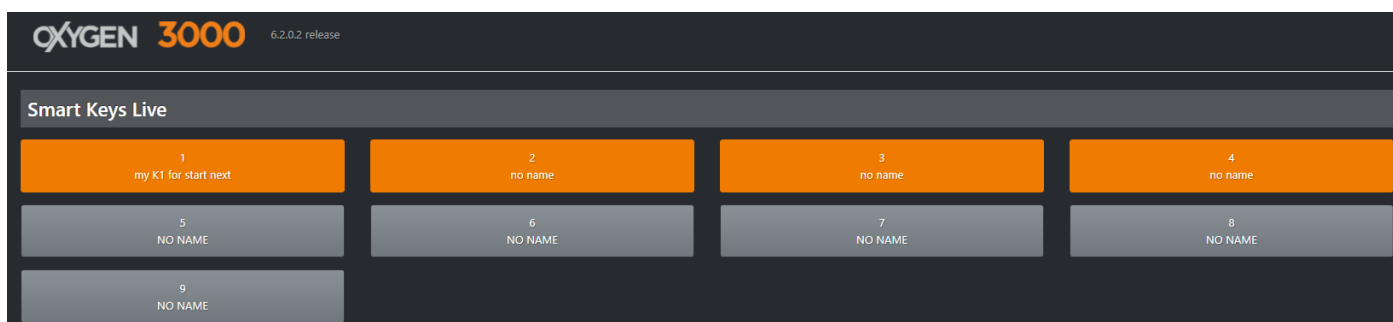 OXYGEN 3000 6.2.0.2 release
Smart Keys Live
1
my K1 for start next
2
no name
3
no name
4
no name
5
NO NAME
6
NO NAME
7
NO NAME
8
NO NAME
9
NO NAME